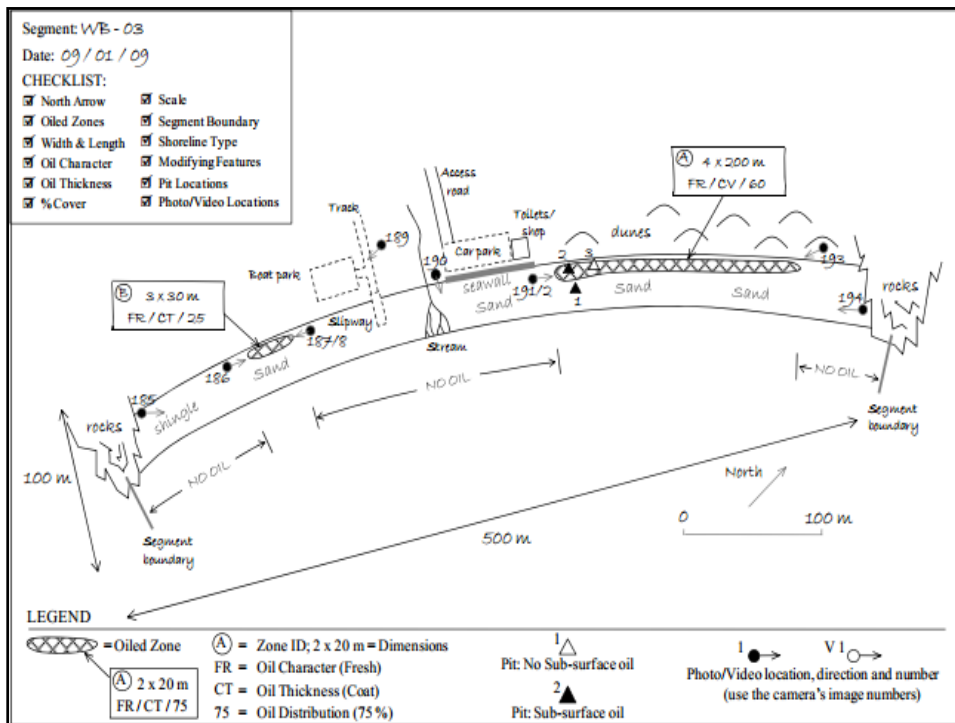 Segment: WB - 03
Date: 09 / 01 / 09
CHECKLIST:
North Arrow
Scale
Oiled Zones
Segment Boundary
Width & Length
Shoreline Type
Oil Character
Modifying Features
Oil Thickness
Pit Locations
% Cover
Photo/Video Locations
A 4 x 200 m
FR / CV / 60
Access
road
Track
Toilets/
shop
dunes
189
190
Car park
2
3
193
Boat park
seawall
191/2
1
Sand
Sand
Sand
194
rocks
B 3 x 30 m
FR / CT / 25
Slipway
187/8
Stream
186
Sand
NO OIL
NO OIL
185
shingle
rocks
Segment
boundary
100 m
NO OIL
North
0
100 m
500 m
Segment
boundary
LEGEND
= Oiled Zone
A 2 x 20 m
FR / CT / 75
A = Zone ID; 2 x 20 m = Dimensions
FR = Oil Character (Fresh)
CT = Oil Thickness (Coat)
75 = Oil Distribution (75 %)
1
Pit: No Sub-surface oil
2
Pit: Sub-surface oil
1
V 1
Photo/Video location, direction and number
(use the camera's image numbers)